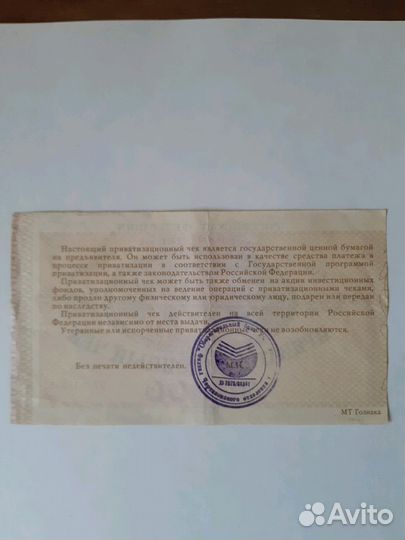 Настоящий приватизационный чек является государственной ценной бумагой
на предъявителя. Он может быть использован в качестве средства платежа в
процессе приватизации в соответствии с Государственной программой
приватизации, а также законодательством Российской Федерации.
Приватизационный чек может быть также обменен на акции инвестиционных
фондов, уполномоченных на ведение операций с приватизационными чеками,
либо продан другому физическому или юридическому лицу, подарен или передан
по наследству.
Приватизационный чек действителен на всей территории Российской
Федерации независимо от места выдачи.
Утерянные или испорченные приватизационные чеки не возобновляются.
Без печати недействителен.
МТ Гознака
Avito